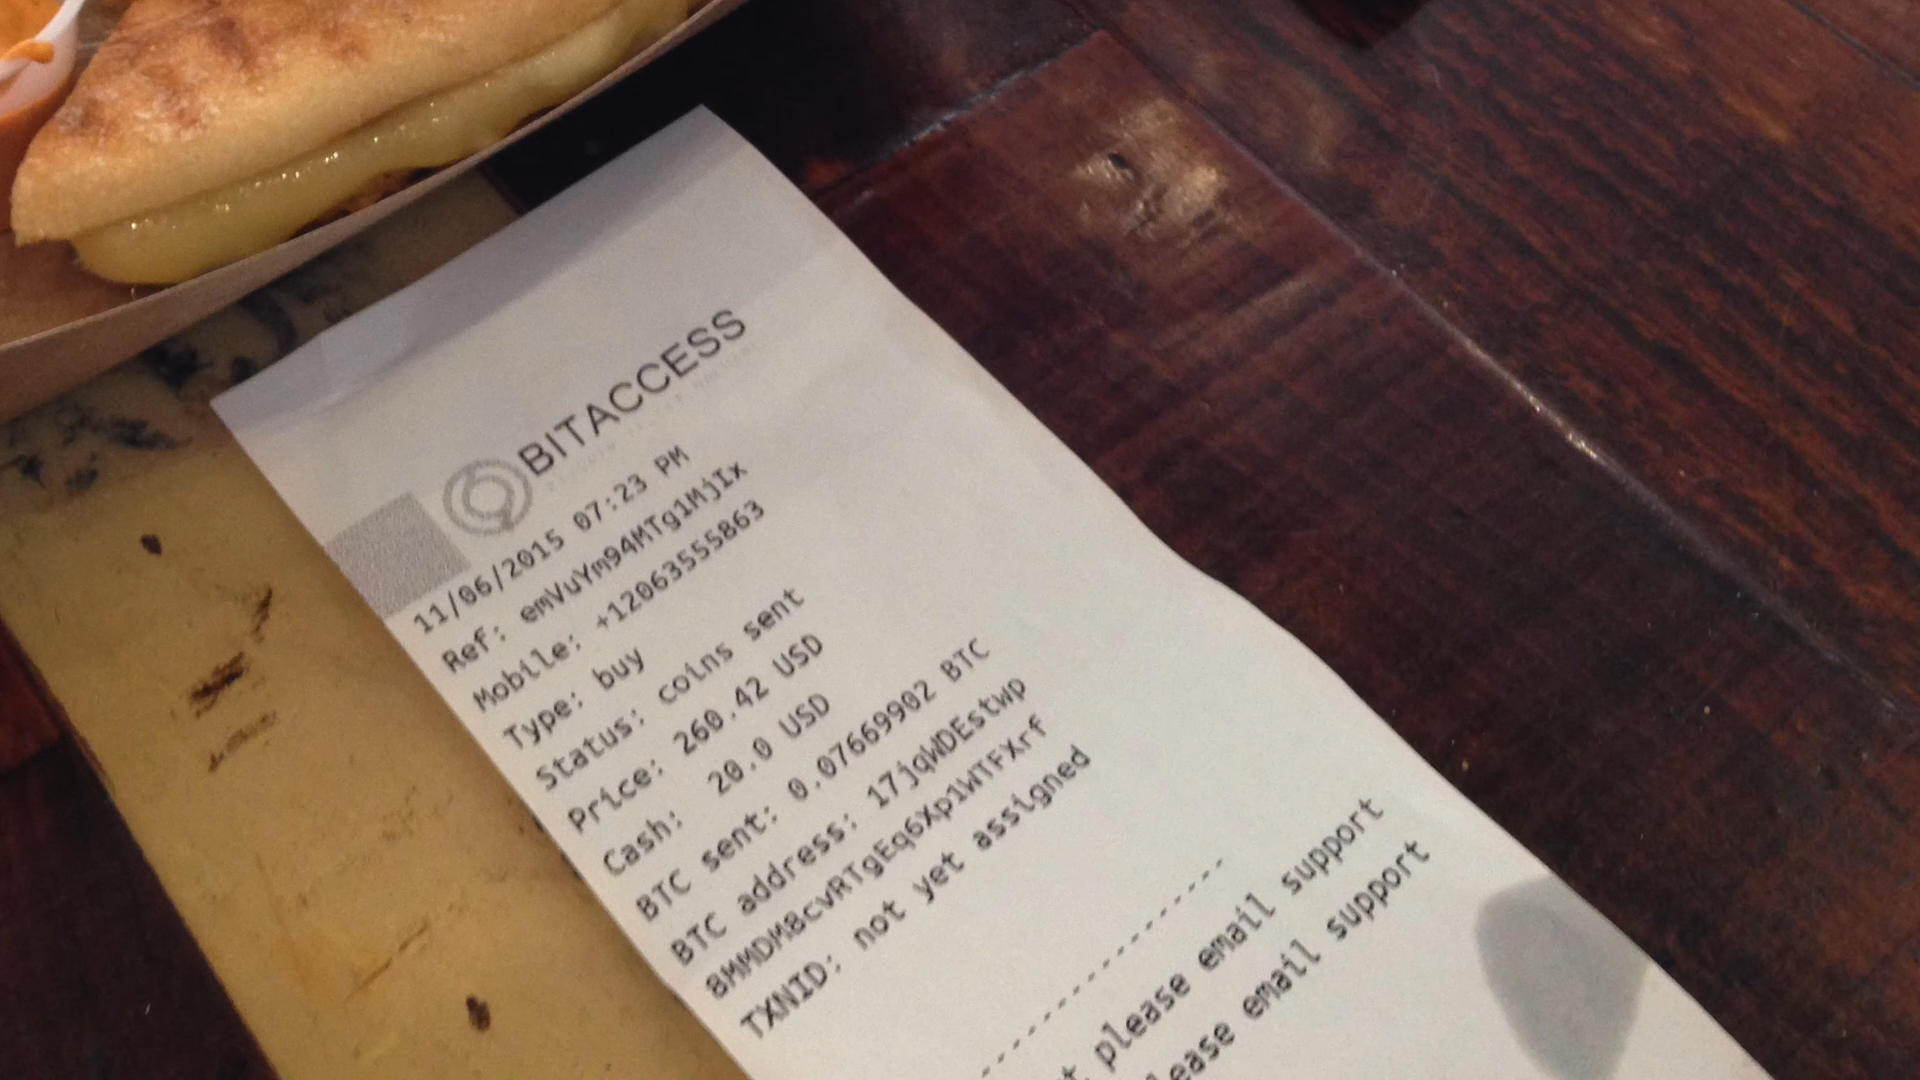 BITACCESS
11/06/2015 07:23 PM
Ref: emVuYm94MTg1MjIx
Mobile: +12063555863
Type: buy
Status: coins sent
Price: 260.42 USD
Cash: 20.0 USD
BTC sent: 0.07669902 BTC
BTC address: 17jqWDEstwp
8MMDM8cvRTgEq6Xp1WTFXrf
TXNID: not yet assigned
--------------------
please email support
email support